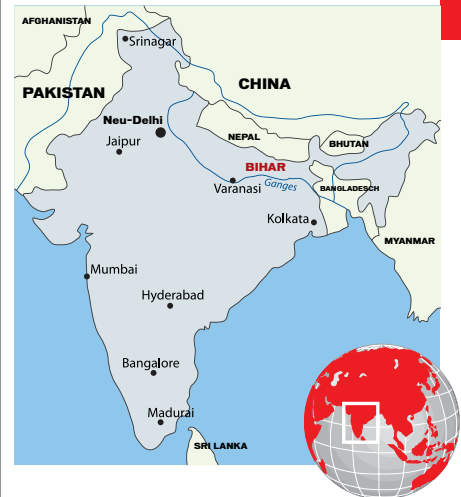 AFGHANISTAN
Srinagar
PAKISTAN
CHINA
Neu-Delhi
Jaipur
NEPAL
BHUTAN
BIHAR
Varanasi
Ganges
BANGLADESCH
Kolkata
MYANMAR
Mumbai
Hyderabad
Bangalore
Madurai
SRI LANKA